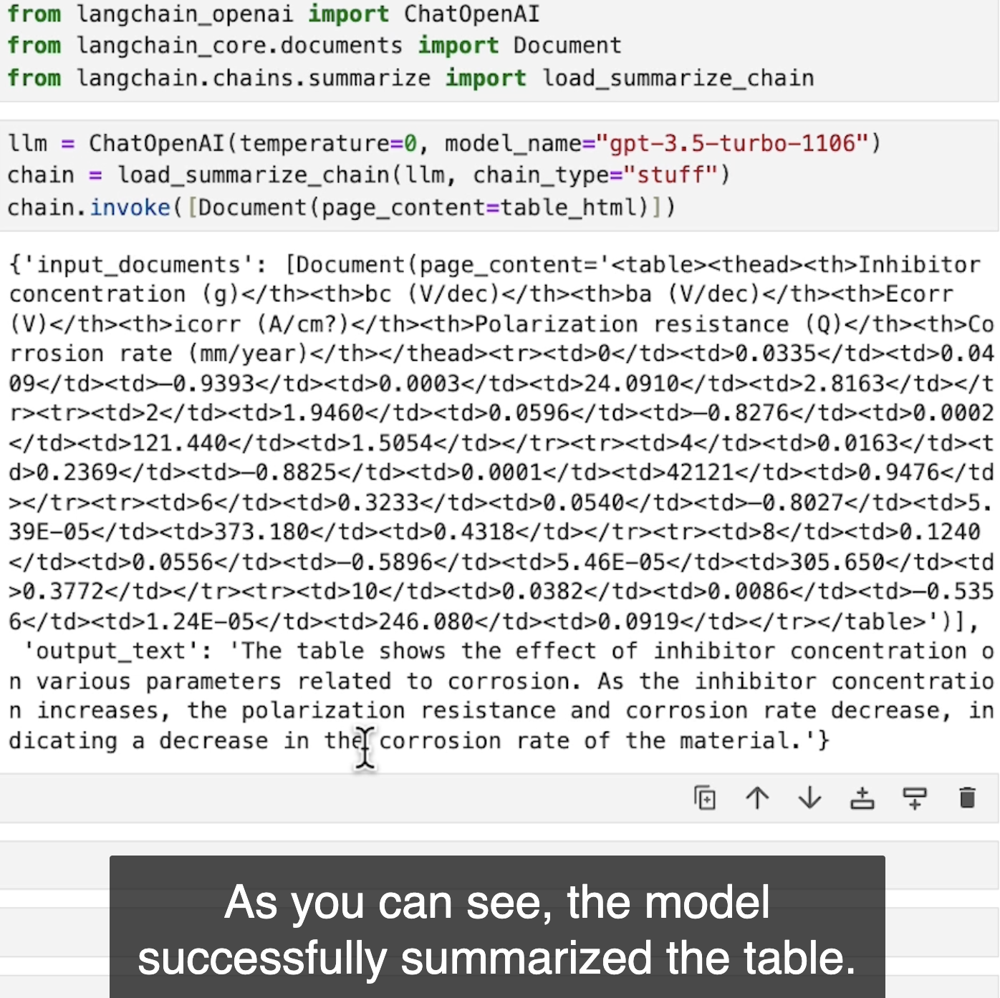 from langchain_openai import ChatOpenAI
from langchain_core.documents import Document
from langchain.chains.summarize import load_summarize_chain
llm = ChatOpenAI(temperature=0, model_name="gpt-3.5-turbo-1106")
chain = load_summarize_chain(llm, chain_type="stuff")
chain.invoke([Document(page_content=table_html)])
{'input_documents': [Document(page_content='<table><thead><th>Inhibitor
concentration (g)</th><th>bc (V/dec)</th><th>ba (V/dec)</th><th>Ecorr
(V)</th><th>icorr (A/cm?)</th><th>Polarization resistance (Q)</th><th>Co
rrosion rate (mm/year)</th></thead><tr><td>0</td><td>0.0335</td><td>0.04
09</td><td>—0.9393</td><td>0.0003</td><td>24.0910</td><td>2.8163</td></t
r><tr><td>2</td><td>1.9460</td><td>0.0596</td><td>—0.8276</td><td>0.0002
</td><td>121.440</td><td>1.5054</td></tr><tr><td>4</td><td>0.0163</td><t
d>0.2369</td><td>—0.8825</td><td>0.0001</td><td>42121</td><td>0.9476</td
></tr><tr><td>6</td><td>0.3233</td><td>0.0540</td><td>—0.8027</td><td>5.
39E-05</td><td>373.180</td><td>0.4318</td></tr><tr><td>8</td><td>0.1240
</td><td>0.0556</td><td>—0.5896</td><td>5.46E-05</td><td>305.650</td><td
>0.3772</td></tr><tr><td>10</td><td>0.0382</td><td>0.0086</td><td>—0.535
6</td><td>1.24E-05</td><td>246.080</td><td>0.0919</td></tr></table>')],
'output_text': 'The table shows the effect of inhibitor concentration o
n various parameters related to corrosion. As the inhibitor concentratio
n increases, the polarization resistance and corrosion rate decrease, in
dicating a decrease in the corrosion rate of the material.'}
As you can see, the model
successfully summarized the table.